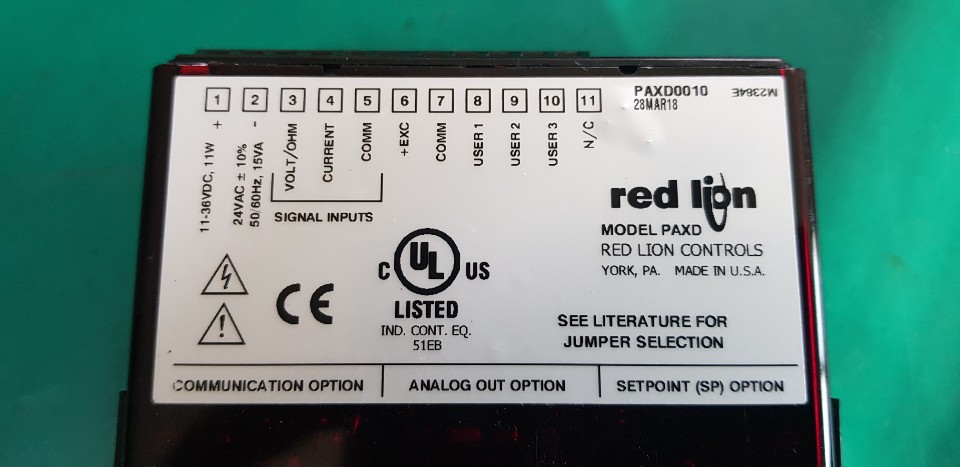 1 2 3 4 5 6 7 8 9 10 11
+
-
VOLT/OHM
CURRENT
COMM
+EXC
COMM
USER 1
USER 2
USER 3
N/C
PAXD0010
28MAR18
M2384E
11-36VDC, 11W
24VAC ± 10%
50/60Hz, 15VA
SIGNAL INPUTS
red lion
MODEL PAXD
RED LION CONTROLS
YORK, PA. MADE IN U.S.A.
C UL US
LISTED
IND. CONT. EQ.
51EB
CE
SEE LITERATURE FOR
JUMPER SELECTION
COMMUNICATION OPTION
ANALOG OUT OPTION
SETPOINT (SP) OPTION